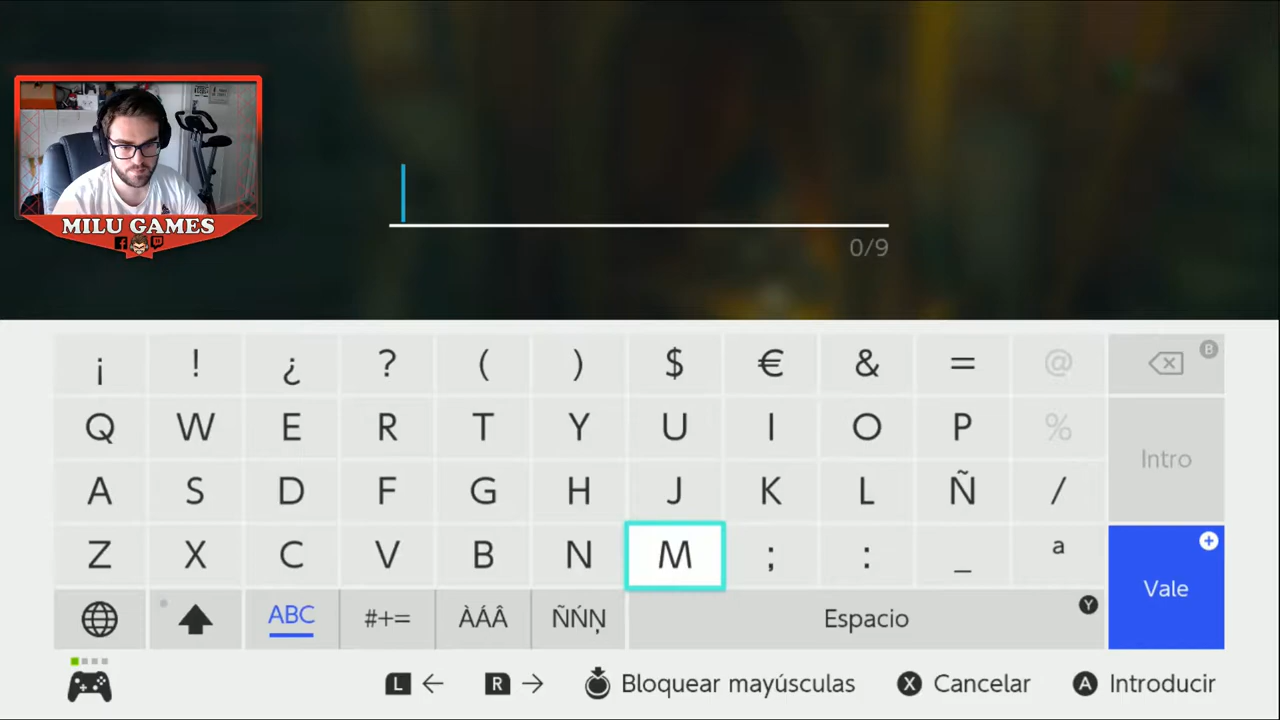 MILU GAMES
0/9
¡ ! ¿ ? ( ) $ € & = @ B
Q W E R T Y U I O P %
Intro
A S D F G H J K L Ñ /
Z X C V B N M ; : _ ª
+
Vale
ABC #+= ÀÁÂ ÑŃŅ Espacio Y
L ← R → Bloquear mayúsculas X Cancelar A Introducir